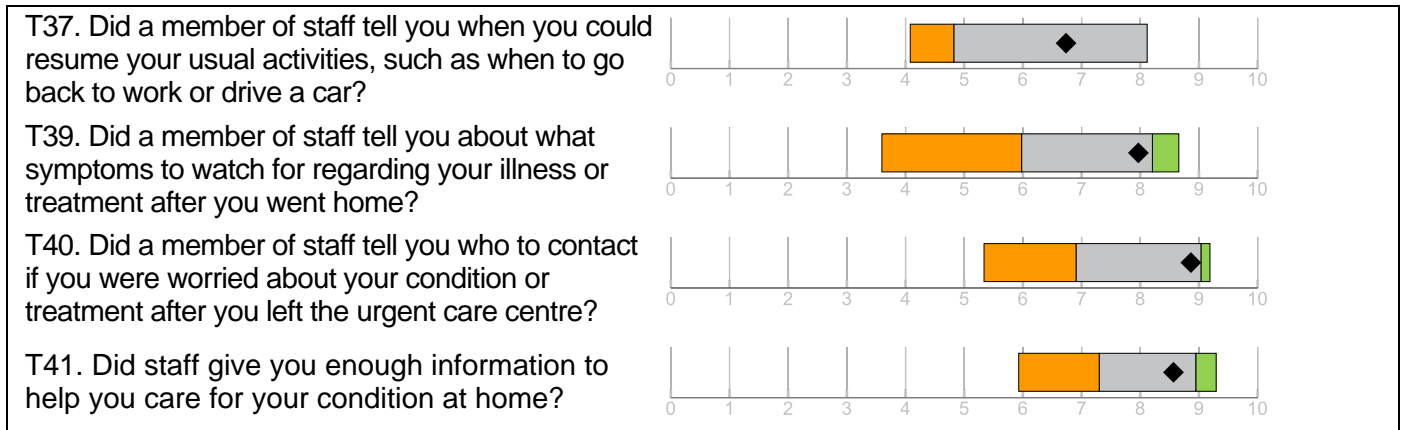 T37. Did a member of staff tell you when you could
resume your usual activities, such as when to go
back to work or drive a car?
0 1 2 3 4 5 6 7 8 9 10
T39. Did a member of staff tell you about what
symptoms to watch for regarding your illness or
treatment after you went home?
0 1 2 3 4 5 6 7 8 9 10
T40. Did a member of staff tell you who to contact
if you were worried about your condition or
treatment after you left the urgent care centre?
0 1 2 3 4 5 6 7 8 9 10
T41. Did staff give you enough information to
help you care for your condition at home?
0 1 2 3 4 5 6 7 8 9 10